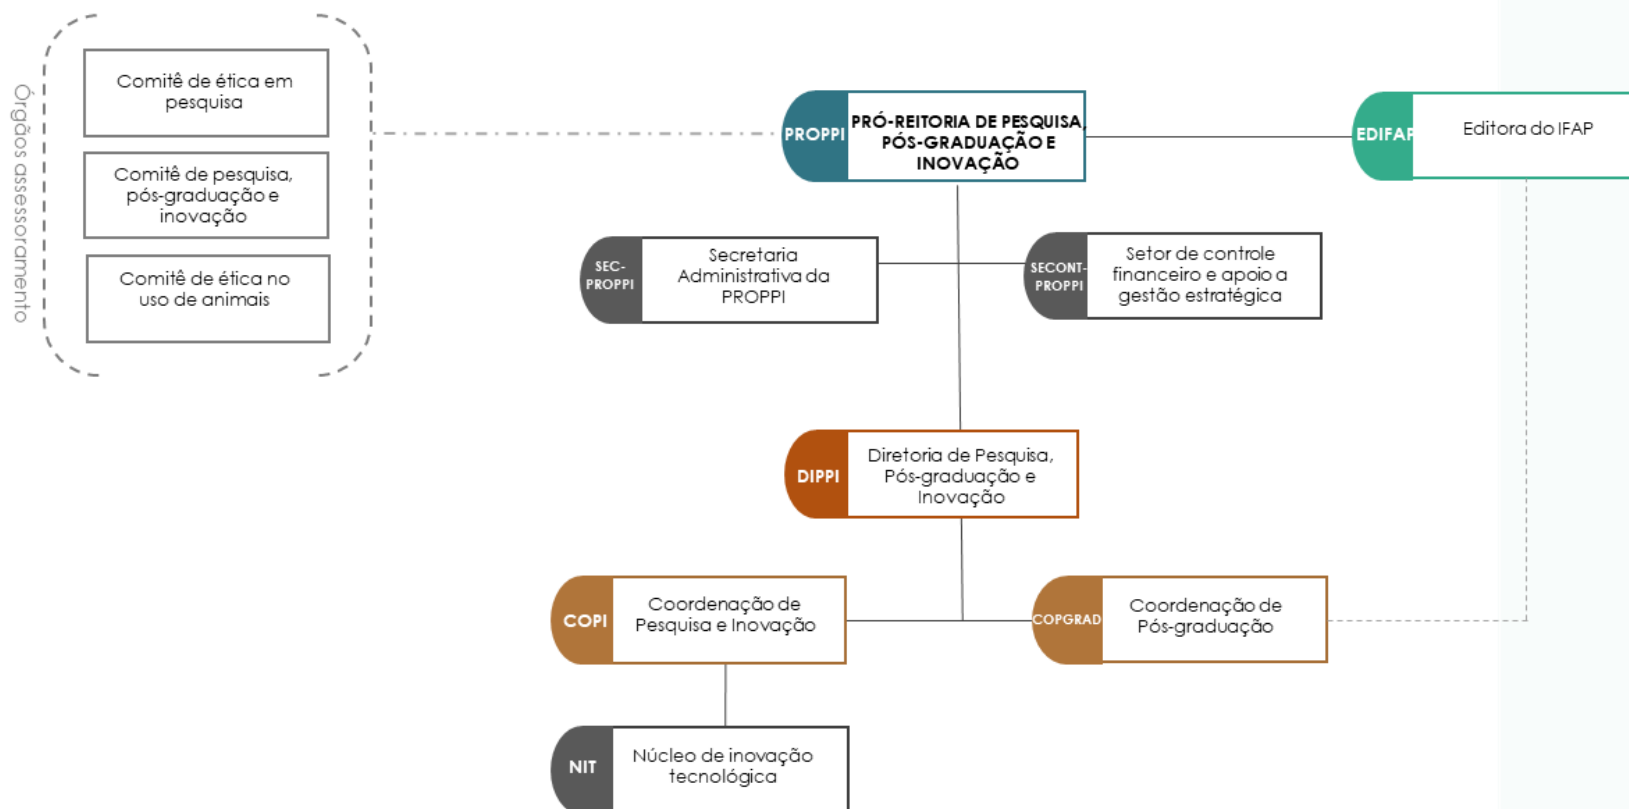 Órgãos assessoramento
Comitê de ética em
pesquisa
Comitê de pesquisa,
pós-graduação e
inovação
Comitê de ética no
uso de animais
PROPPI
PRÓ-REITORIA DE PESQUISA,
PÓS-GRADUAÇÃO E
INOVAÇÃO
EDIFAP
Editora do IFAP
SEC-
PROPPI
Secretaria
Administrativa da
PROPPI
SECONT-
PROPPI
Setor de controle
financeiro e apoio a
gestão estratégica
DIPPI
Diretoria de Pesquisa,
Pós-graduação e
Inovação
COPI
Coordenação de
Pesquisa e Inovação
COPGRAD
Coordenação de
Pós-graduação
NIT
Núcleo de inovação
tecnológica